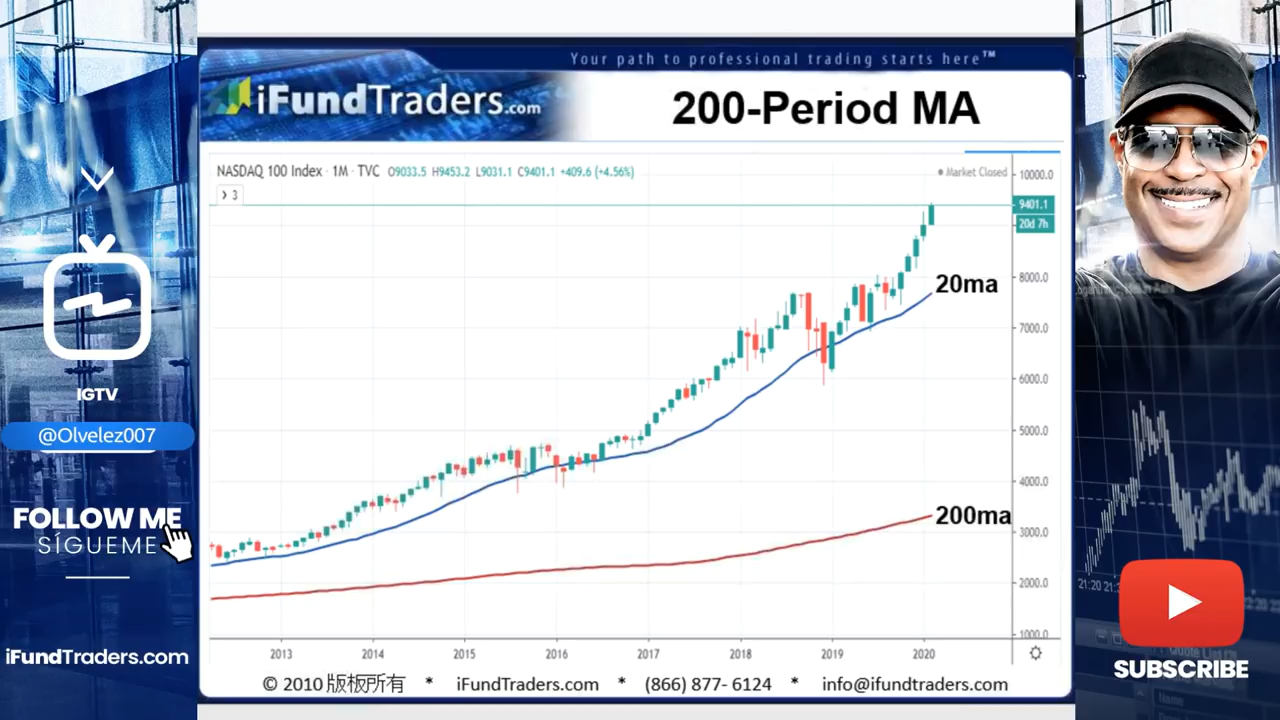 Your path to professional trading starts here™
iFundTraders.com
200-Period MA
NASDAQ 100 Index · 1M · TVC O9033.5 H9453.2 L9031.1 C9401.1 +409.6 (+4.56%)
Market Closed
3
10000.0
9401.1
20d 7h
8000.0
7000.0
6000.0
5000.0
4000.0
3000.0
2000.0
1000.0
20ma
200ma
2013 2014 2015 2016 2017 2018 2019 2020
© 2010 版板所有 * iFundTraders.com * (866) 877- 6124 * info@ifundtraders.com
IGTV
@Olvelez007
FOLLOW ME
SÍGUEME
iFundTraders.com
21:20
SUBSCRIBE